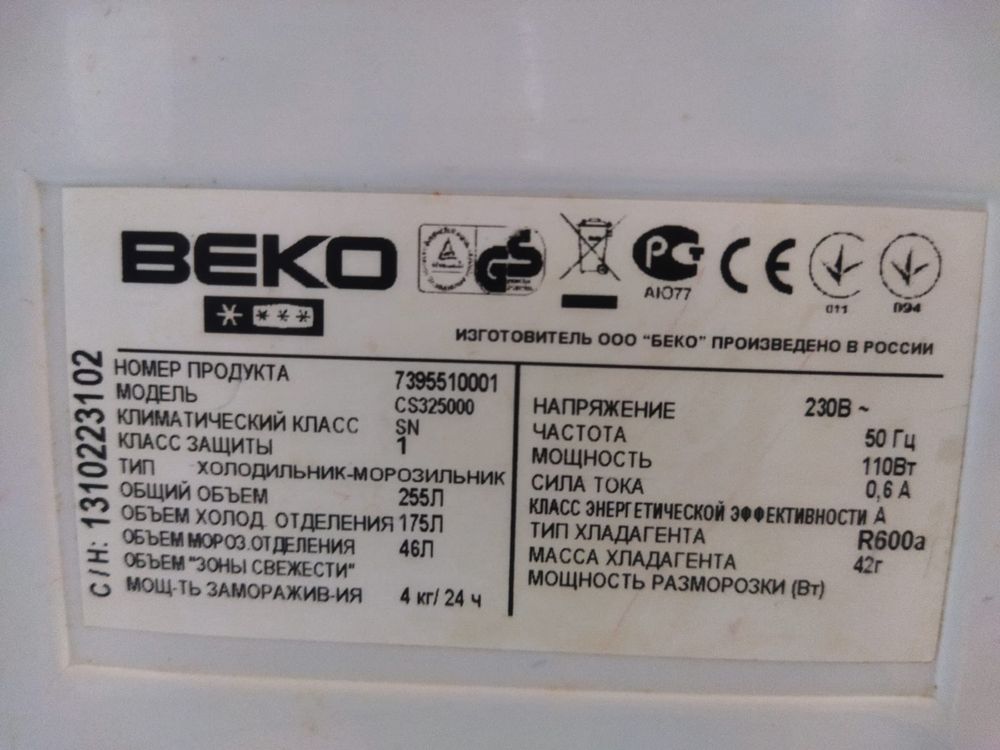 BEKO
GS
PCT
АЮ77
CE
011
094
ИЗГОТОВИТЕЛЬ ООО "БЕКО" ПРОИЗВЕДЕНО В РОССИИ
С / Н: 1310223102
НОМЕР ПРОДУКТА 7395510001
МОДЕЛЬ CS325000
КЛИМАТИЧЕСКИЙ КЛАСС SN
КЛАСС ЗАЩИТЫ 1
ТИП ХОЛОДИЛЬНИК-МОРОЗИЛЬНИК
ОБЩИЙ ОБЪЕМ 255Л
ОБЪЕМ ХОЛОД. ОТДЕЛЕНИЯ 175Л
ОБЪЕМ МОРОЗ.ОТДЕЛЕНИЯ 46Л
ОБЪЕМ "ЗОНЫ СВЕЖЕСТИ"
МОЩ-ТЬ ЗАМОРАЖИВ-ИЯ 4 кг/ 24 ч
НАПРЯЖЕНИЕ 230В ~
ЧАСТОТА 50 Гц
МОЩНОСТЬ 110Вт
СИЛА ТОКА 0,6 А
КЛАСС ЭНЕРГЕТИЧЕСКОЙ ЭФФЕКТИВНОСТИ А
ТИП ХЛАДАГЕНТА R600a
МАССА ХЛАДАГЕНТА 42г
МОЩНОСТЬ РАЗМОРОЗКИ (Вт)